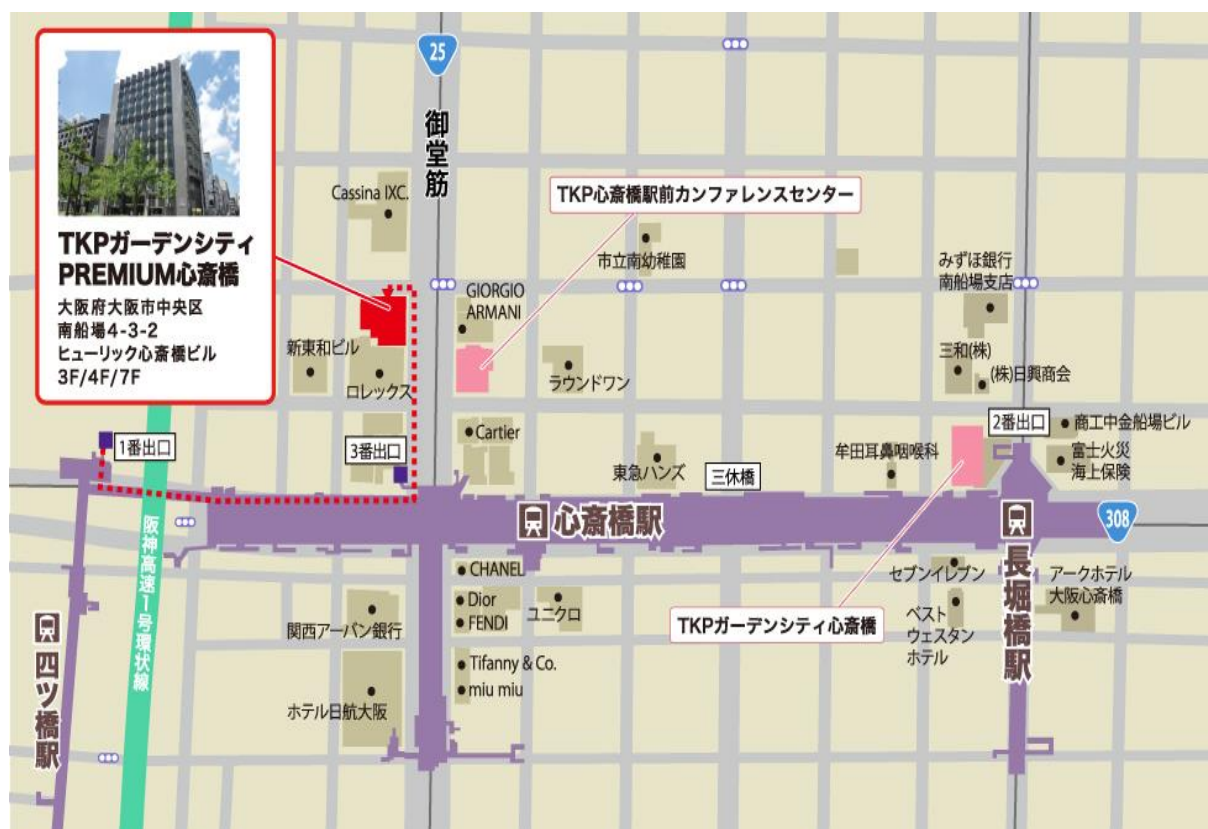 TKPガーデンシティ
PREMIUM心斎橋
大阪府大阪市中央区
南船場4-3-2
ヒューリック心斎橋ビル
3F/4F/7F
25
御堂筋
Cassina IXC.
TKP心斎橋駅前カンファレンスセンター
市立南幼稚園
みずほ銀行
南船場支店
GIORGIO
ARMANI
新東和ビル
ロレックス
ラウンドワン
三和(株)
(株)日興商会
1番出口
3番出口
Cartier
東急ハンズ
三休橋
牟田耳鼻咽喉科
2番出口
商工中金船場ビル
富士火災
海上保険
心斎橋駅
308
阪神高速1号環状線
四ツ橋駅
長堀橋駅
CHANEL
Dior
FENDI
ユニクロ
関西アーバン銀行
Tifanny & Co.
miu miu
ホテル日航大阪
TKPガーデンシティ心斎橋
セブンイレブン
ベスト
ウェスタン
ホテル
アークホテル
大阪心斎橋